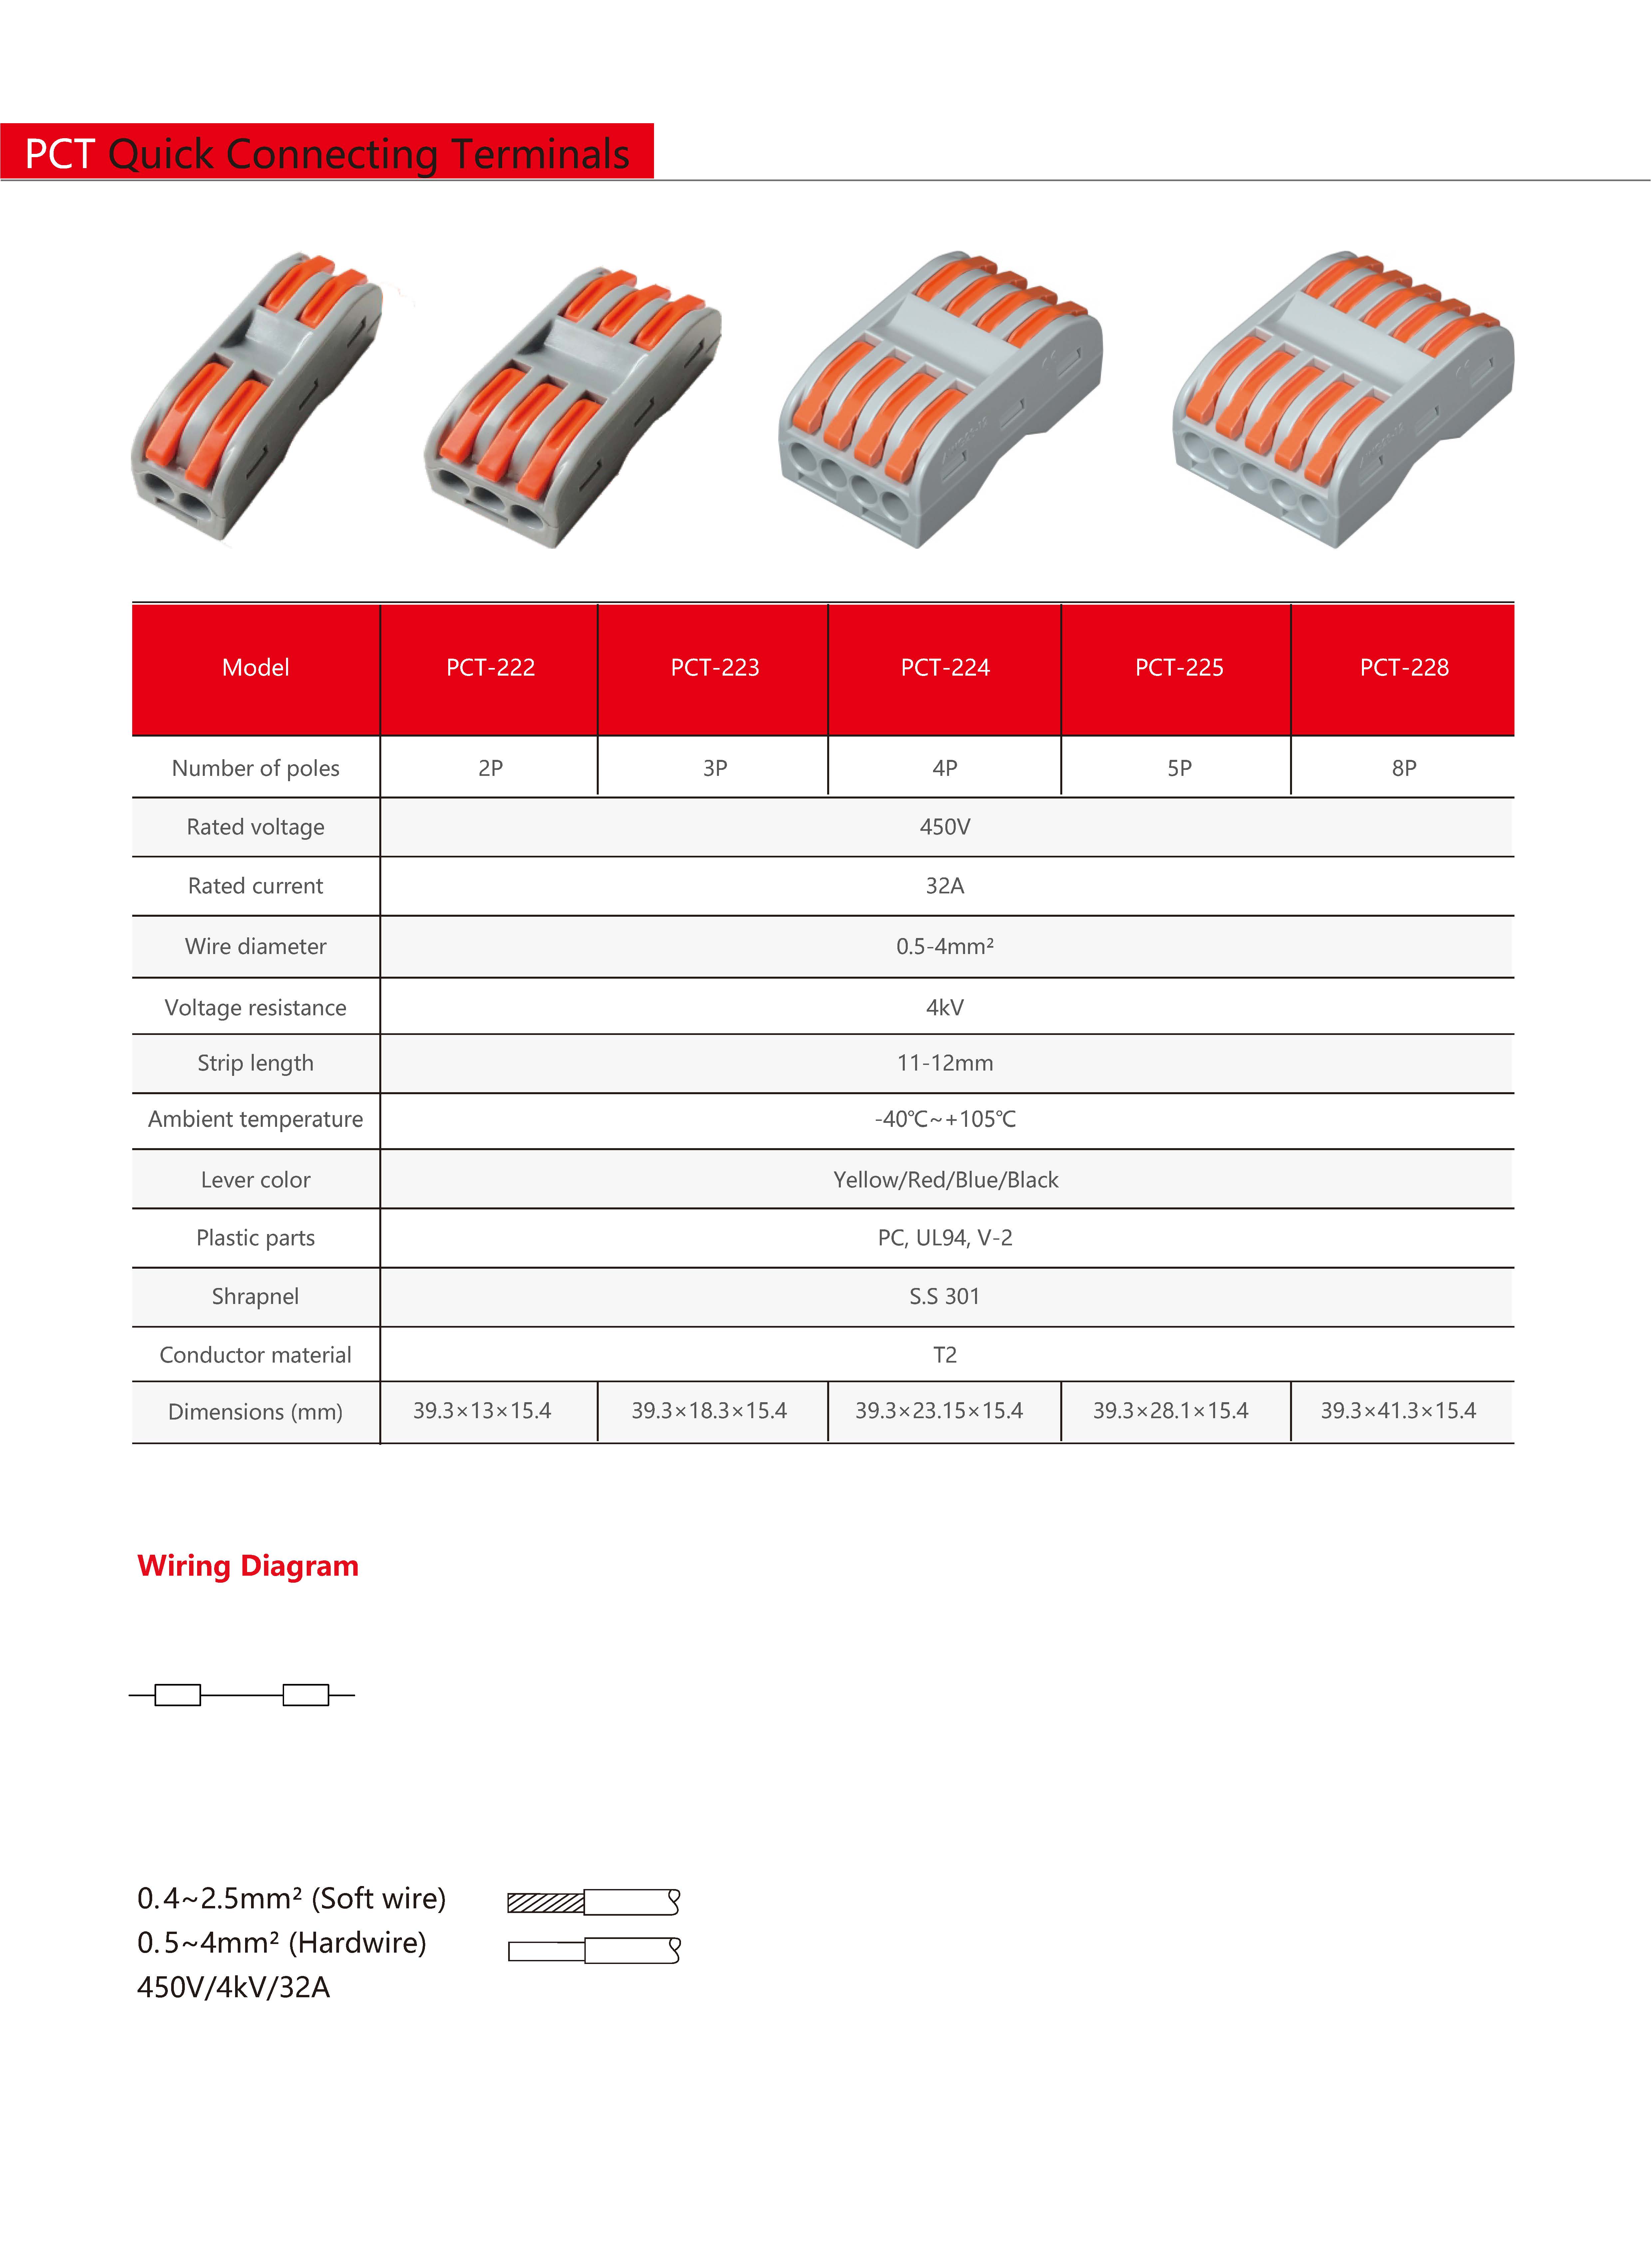 PCT Quick Connecting Terminals
Model PCT-222 PCT-223 PCT-224 PCT-225 PCT-228
Number of poles 2P 3P 4P 5P 8P
Rated voltage 450V
Rated current 32A
Wire diameter 0.5-4mm²
Voltage resistance 4kV
Strip length 11-12mm
Ambient temperature -40℃~+105℃
Lever color Yellow/Red/Blue/Black
Plastic parts PC, UL94, V-2
Shrapnel S.S 301
Conductor material T2
Dimensions (mm) 39.3×13×15.4 39.3×18.3×15.4 39.3×23.15×15.4 39.3×28.1×15.4 39.3×41.3×15.4
Wiring Diagram
0.4~2.5mm² (Soft wire)
0.5~4mm² (Hardwire)
450V/4kV/32A